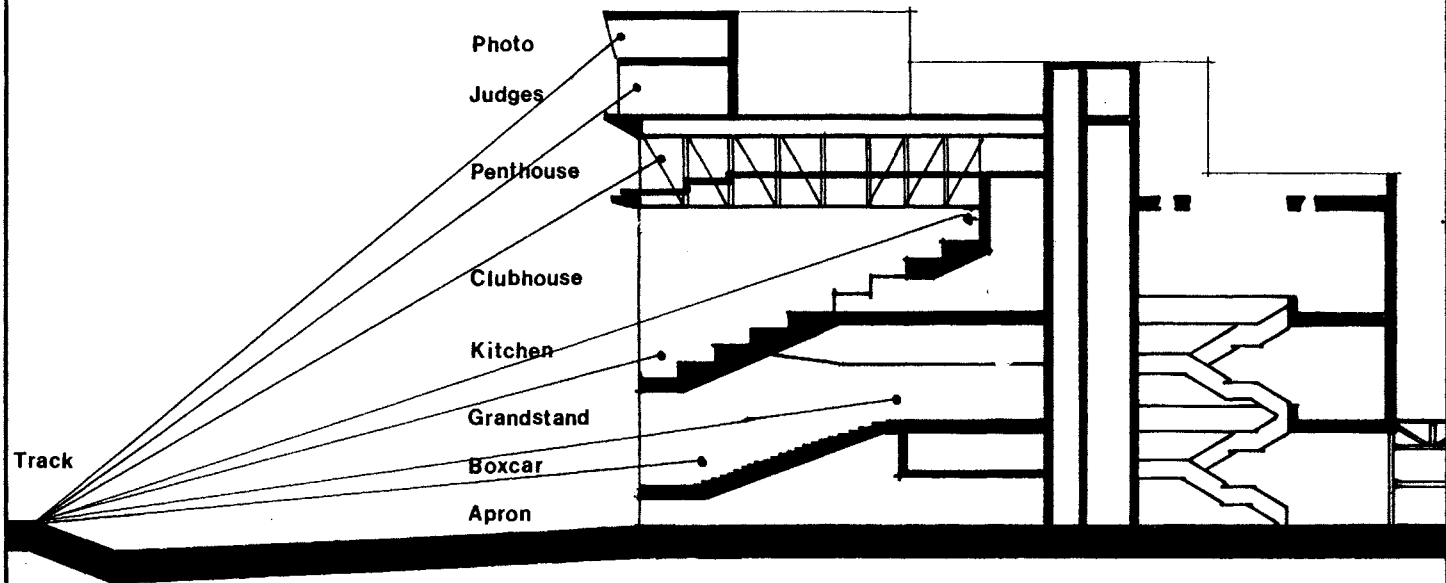 Photo
Judges
Penthouse
Clubhouse
Kitchen
Grandstand
Track
Boxcar
Apron